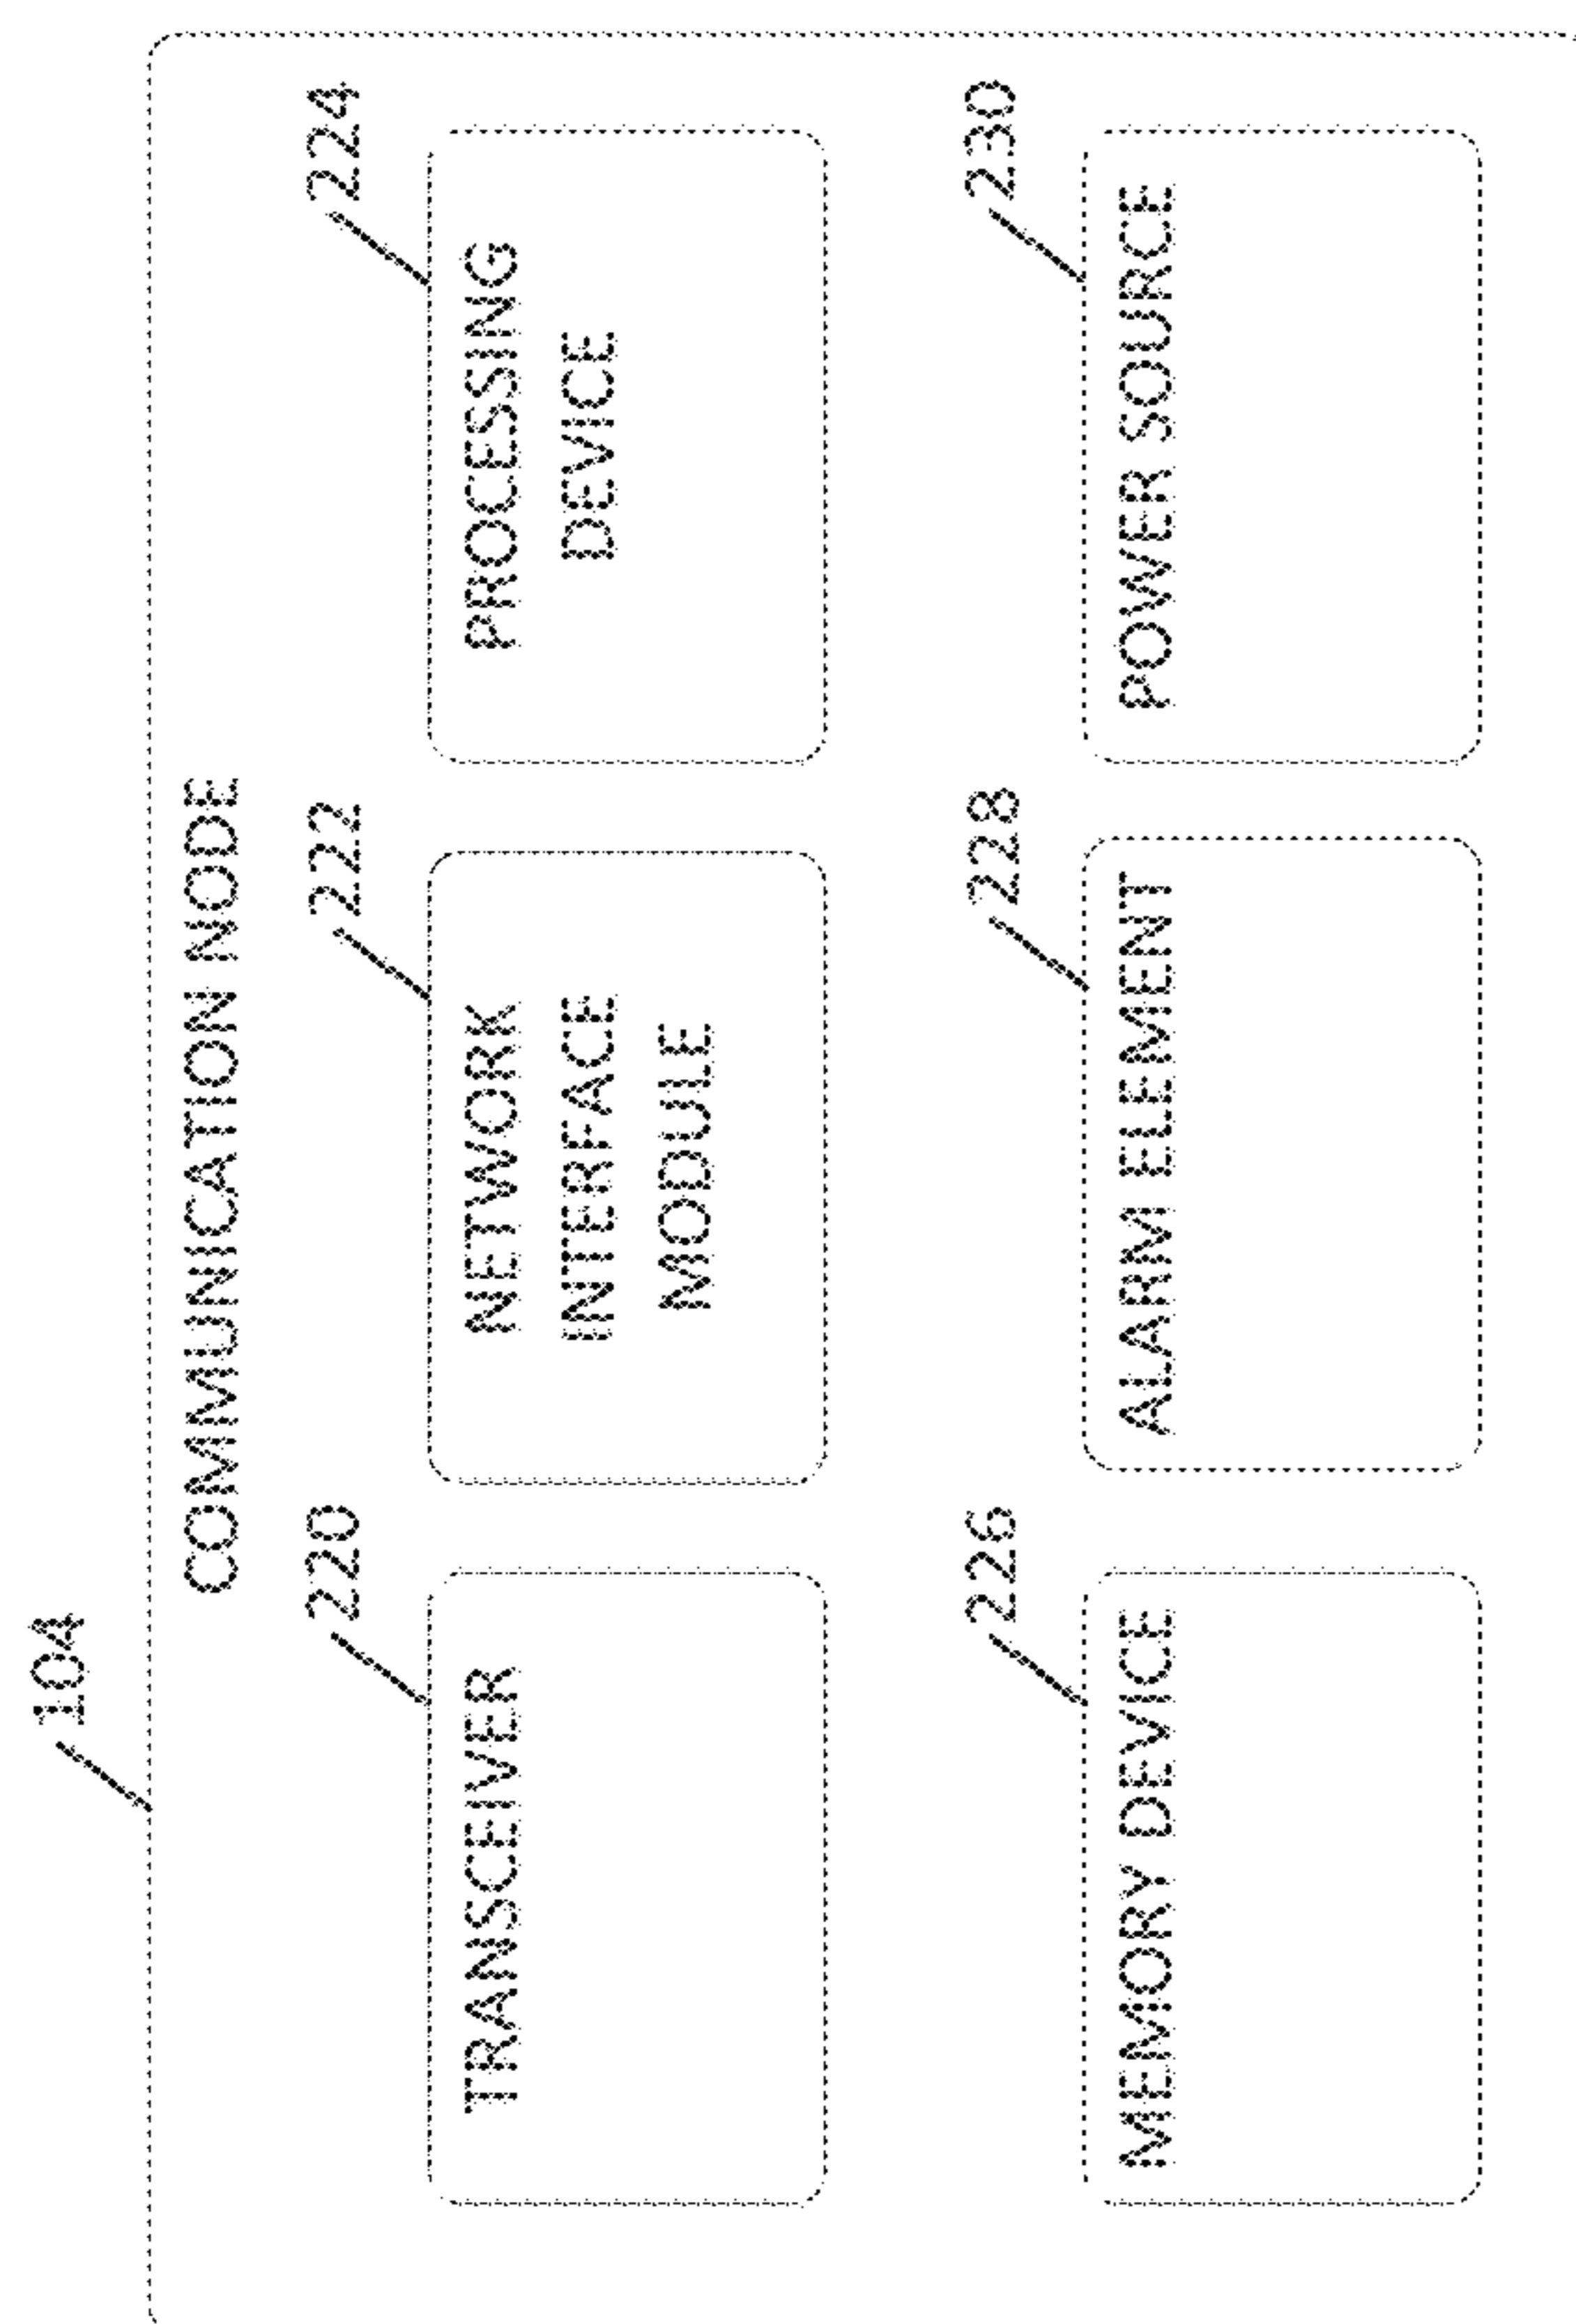 104
COMMUNICATION NODE
220
TRANSCEIVER
222
NETWORK
INTERFACE
MODULE
224
PROCESSING
DEVICE
226
MEMORY DEVICE
228
ALARM ELEMENT
230
POWER SOURCE